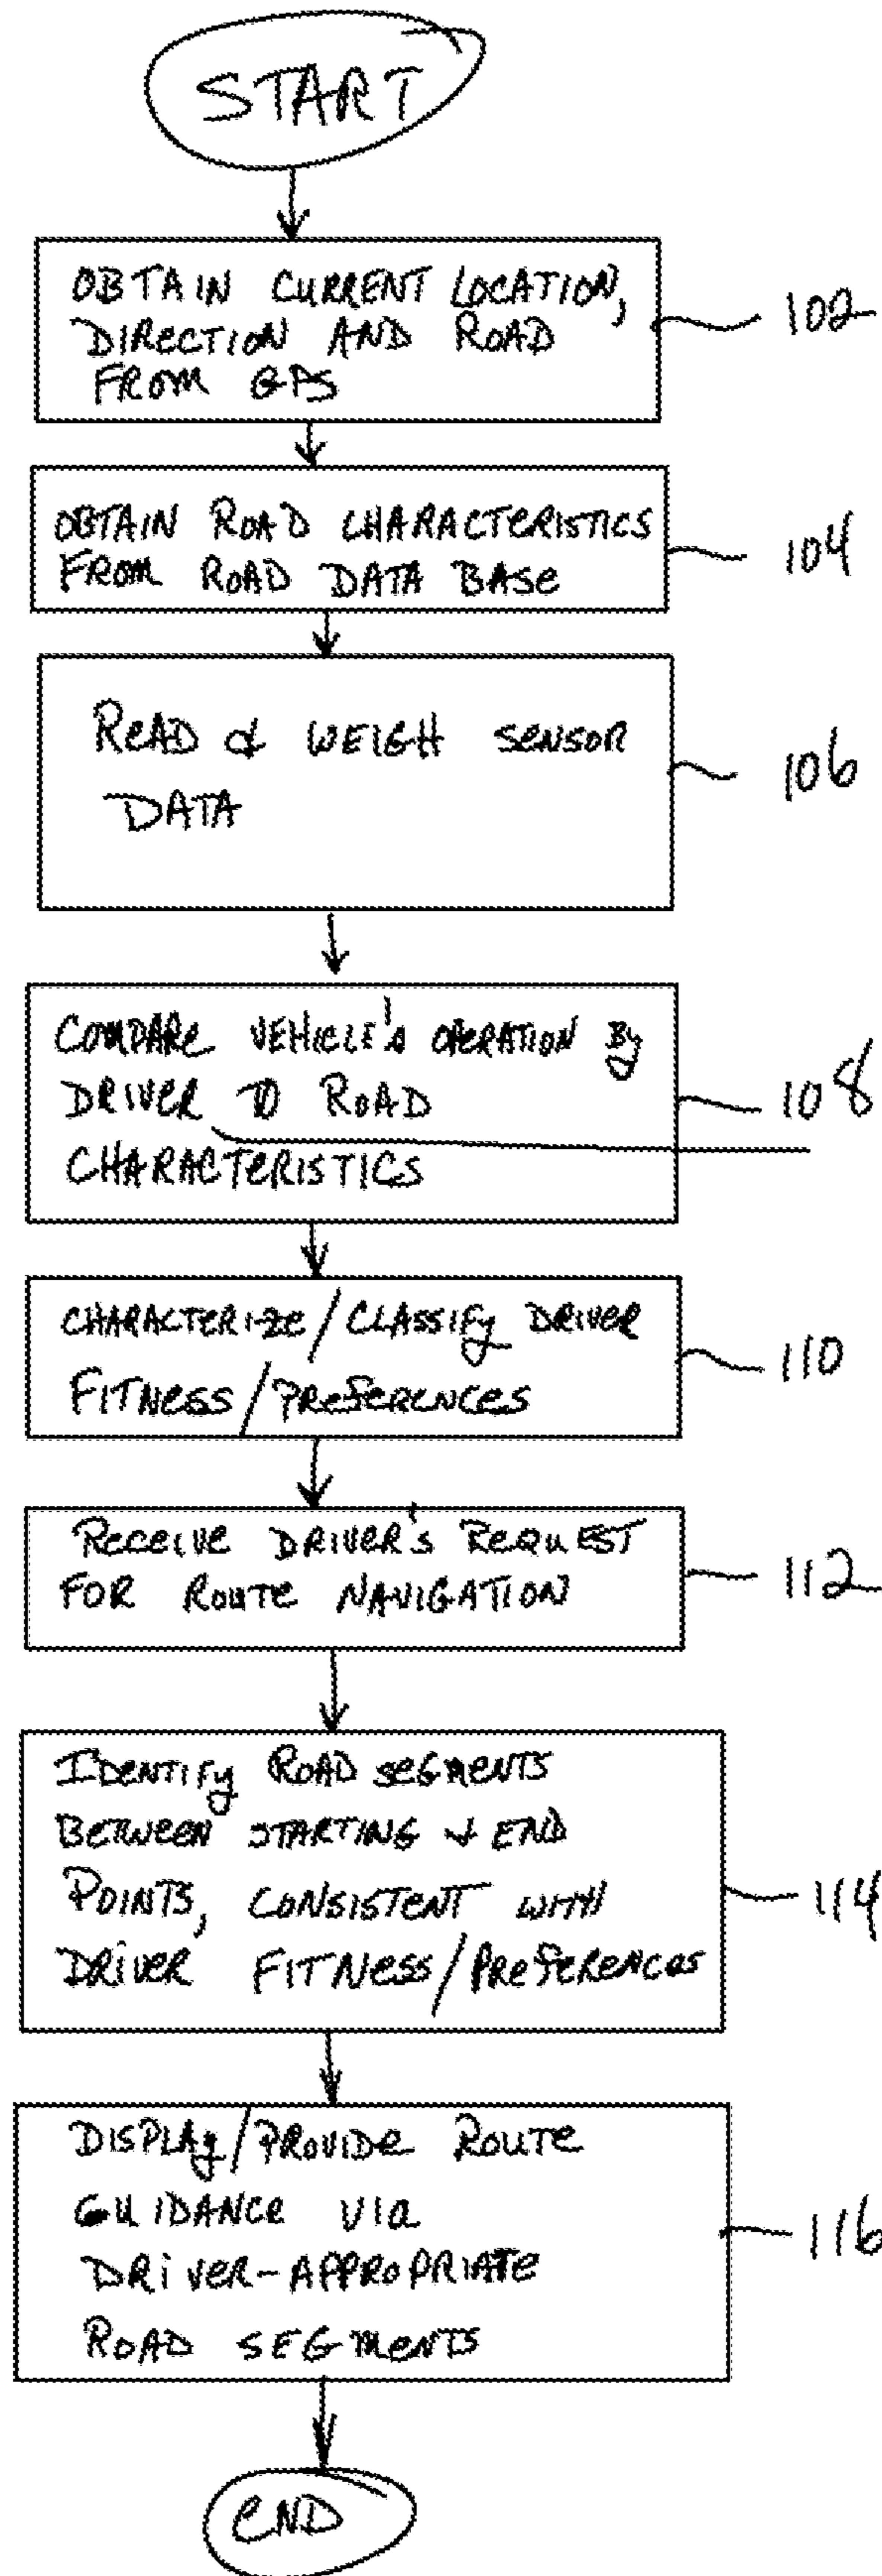 START
OBTAIN CURRENT LOCATION,
DIRECTION AND ROAD
FROM GPS
102
OBTAIN ROAD CHARACTERISTICS
FROM ROAD DATA BASE
104
READ & WEIGH SENSOR
DATA
106
COMPARE VEHICLE'S OPERATION BY
DRIVER TO ROAD
CHARACTERISTICS
108
CHARACTERIZE/CLASSIFY DRIVER
FITNESS/PREFERENCES
110
RECEIVE DRIVER'S REQUEST
FOR ROUTE NAVIGATION
112
IDENTIFY ROAD SEGMENTS
BETWEEN STARTING & END
POINTS, CONSISTENT WITH
DRIVER FITNESS/PREFERENCES
114
DISPLAY/PROVIDE ROUTE
GUIDANCE VIA
DRIVER-APPROPRIATE
ROAD SEGMENTS
116
END